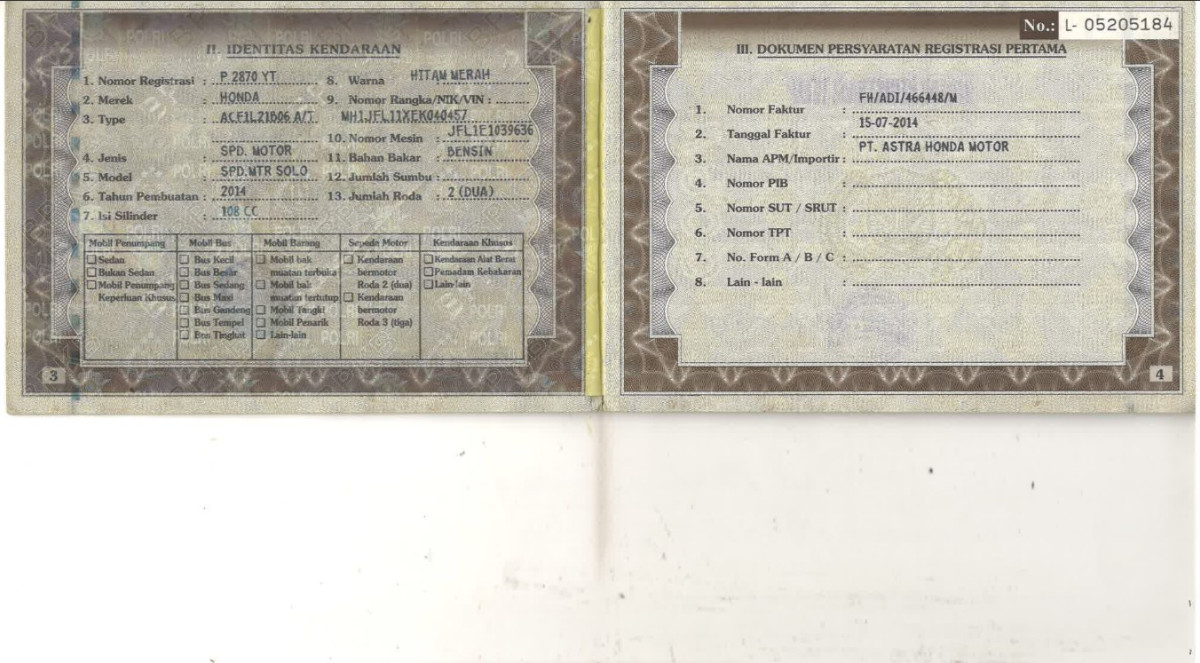 II. IDENTITAS KENDARAAN
1. Nomor Registrasi : P 2870 YT
2. Merek : HONDA
3. Type : ACF1L21B06 A/T
4. Jenis : SPD. MOTOR
5. Model : SPD.MTR SOLO
6. Tahun Pembuatan : 2014
7. Isi Silinder : 108 CC
8. Warna HITAM MERAH
9. Nomor Rangka/NIK/VIN :
MH1JFL11XEK040457
10. Nomor Mesin : JFL1E1039636
11. Bahan Bakar : BENSIN
12. Jumlah Sumbu :
13. Jumlah Roda : 2 (DUA)
Mobil Penumpang
Sedan
Bukan Sedan
Mobil Penumpang
Keperluan Khusus
Mobil Bus
Bus Kecil
Bus Besar
Bus Sedang
Bus Maxi
Bus Gandeng
Bus Tempel
Bus Tingkat
Mobil Barang
Mobil bak
muatan terbuka
Mobil bak
muatan tertutup
Mobil Tangki
Mobil Penarik
Lain-lain
Sepeda Motor
Kendaraan
bermotor
Roda 2 (dua)
Kendaraan
bermotor
Roda 3 (tiga)
Kendaraan Khusus
Kendaraan Alat Berat
Pemadam Kebakaran
Lain-lain
3
No.: L- 05205184
III. DOKUMEN PERSYARATAN REGISTRASI PERTAMA
1. Nomor Faktur : FH/ADI/466448/M
2. Tanggal Faktur : 15-07-2014
3. Nama APM/Importir : PT. ASTRA HONDA MOTOR
4. Nomor PIB :
5. Nomor SUT / SRUT :
6. Nomor TPT :
7. No. Form A / B / C :
8. Lain - lain :
4